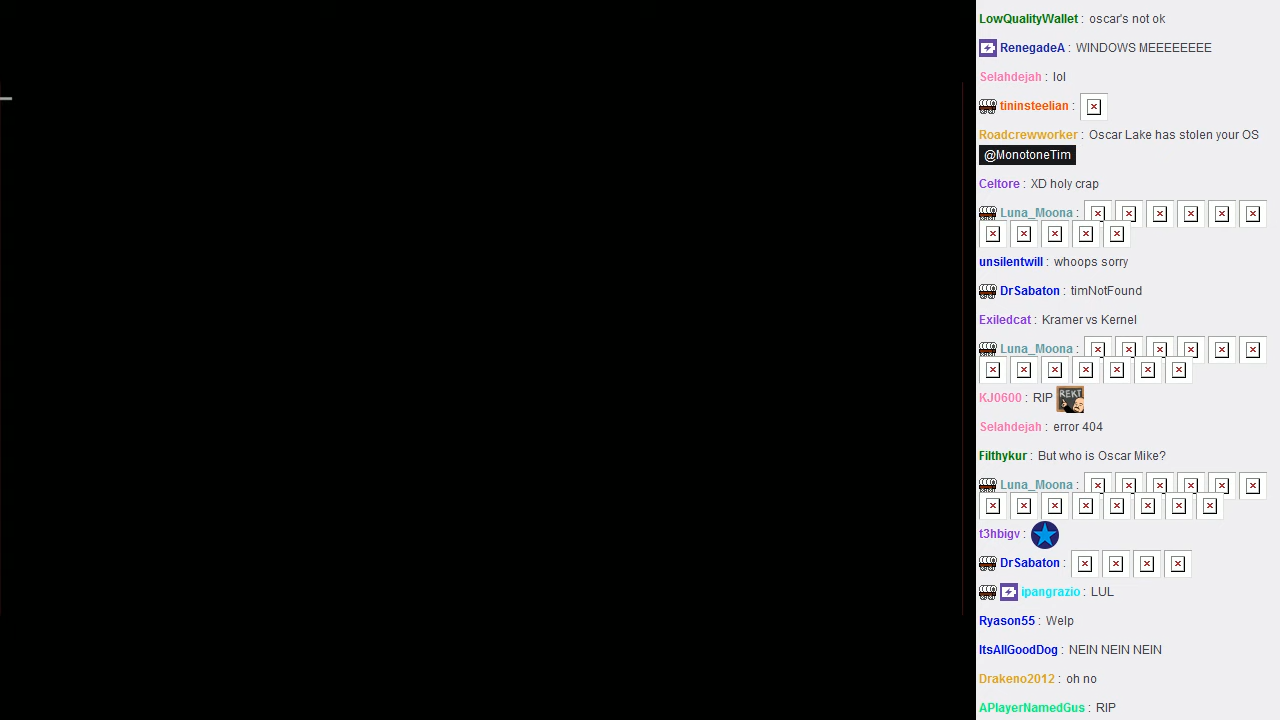 LowQualityWallet : oscar's not ok
RenegadeA : WINDOWS MEEEEEEEE
Selahdejah : lol
tininsteelian :
Roadcrewworker : Oscar Lake has stolen your OS
@MonotoneTim
Celtore : XD holy crap
Luna_Moona :
unsilentwill : whoops sorry
DrSabaton : timNotFound
Exiledcat : Kramer vs Kernel
Luna_Moona :
KJ0600 : RIP REKT
Selahdejah : error 404
Filthykur : But who is Oscar Mike?
Luna_Moona :
t3hbigv :
DrSabaton :
ipangrazio : LUL
Ryason55 : Welp
ItsAllGoodDog : NEIN NEIN NEIN
Drakeno2012 : oh no
APlayerNamedGus : RIP